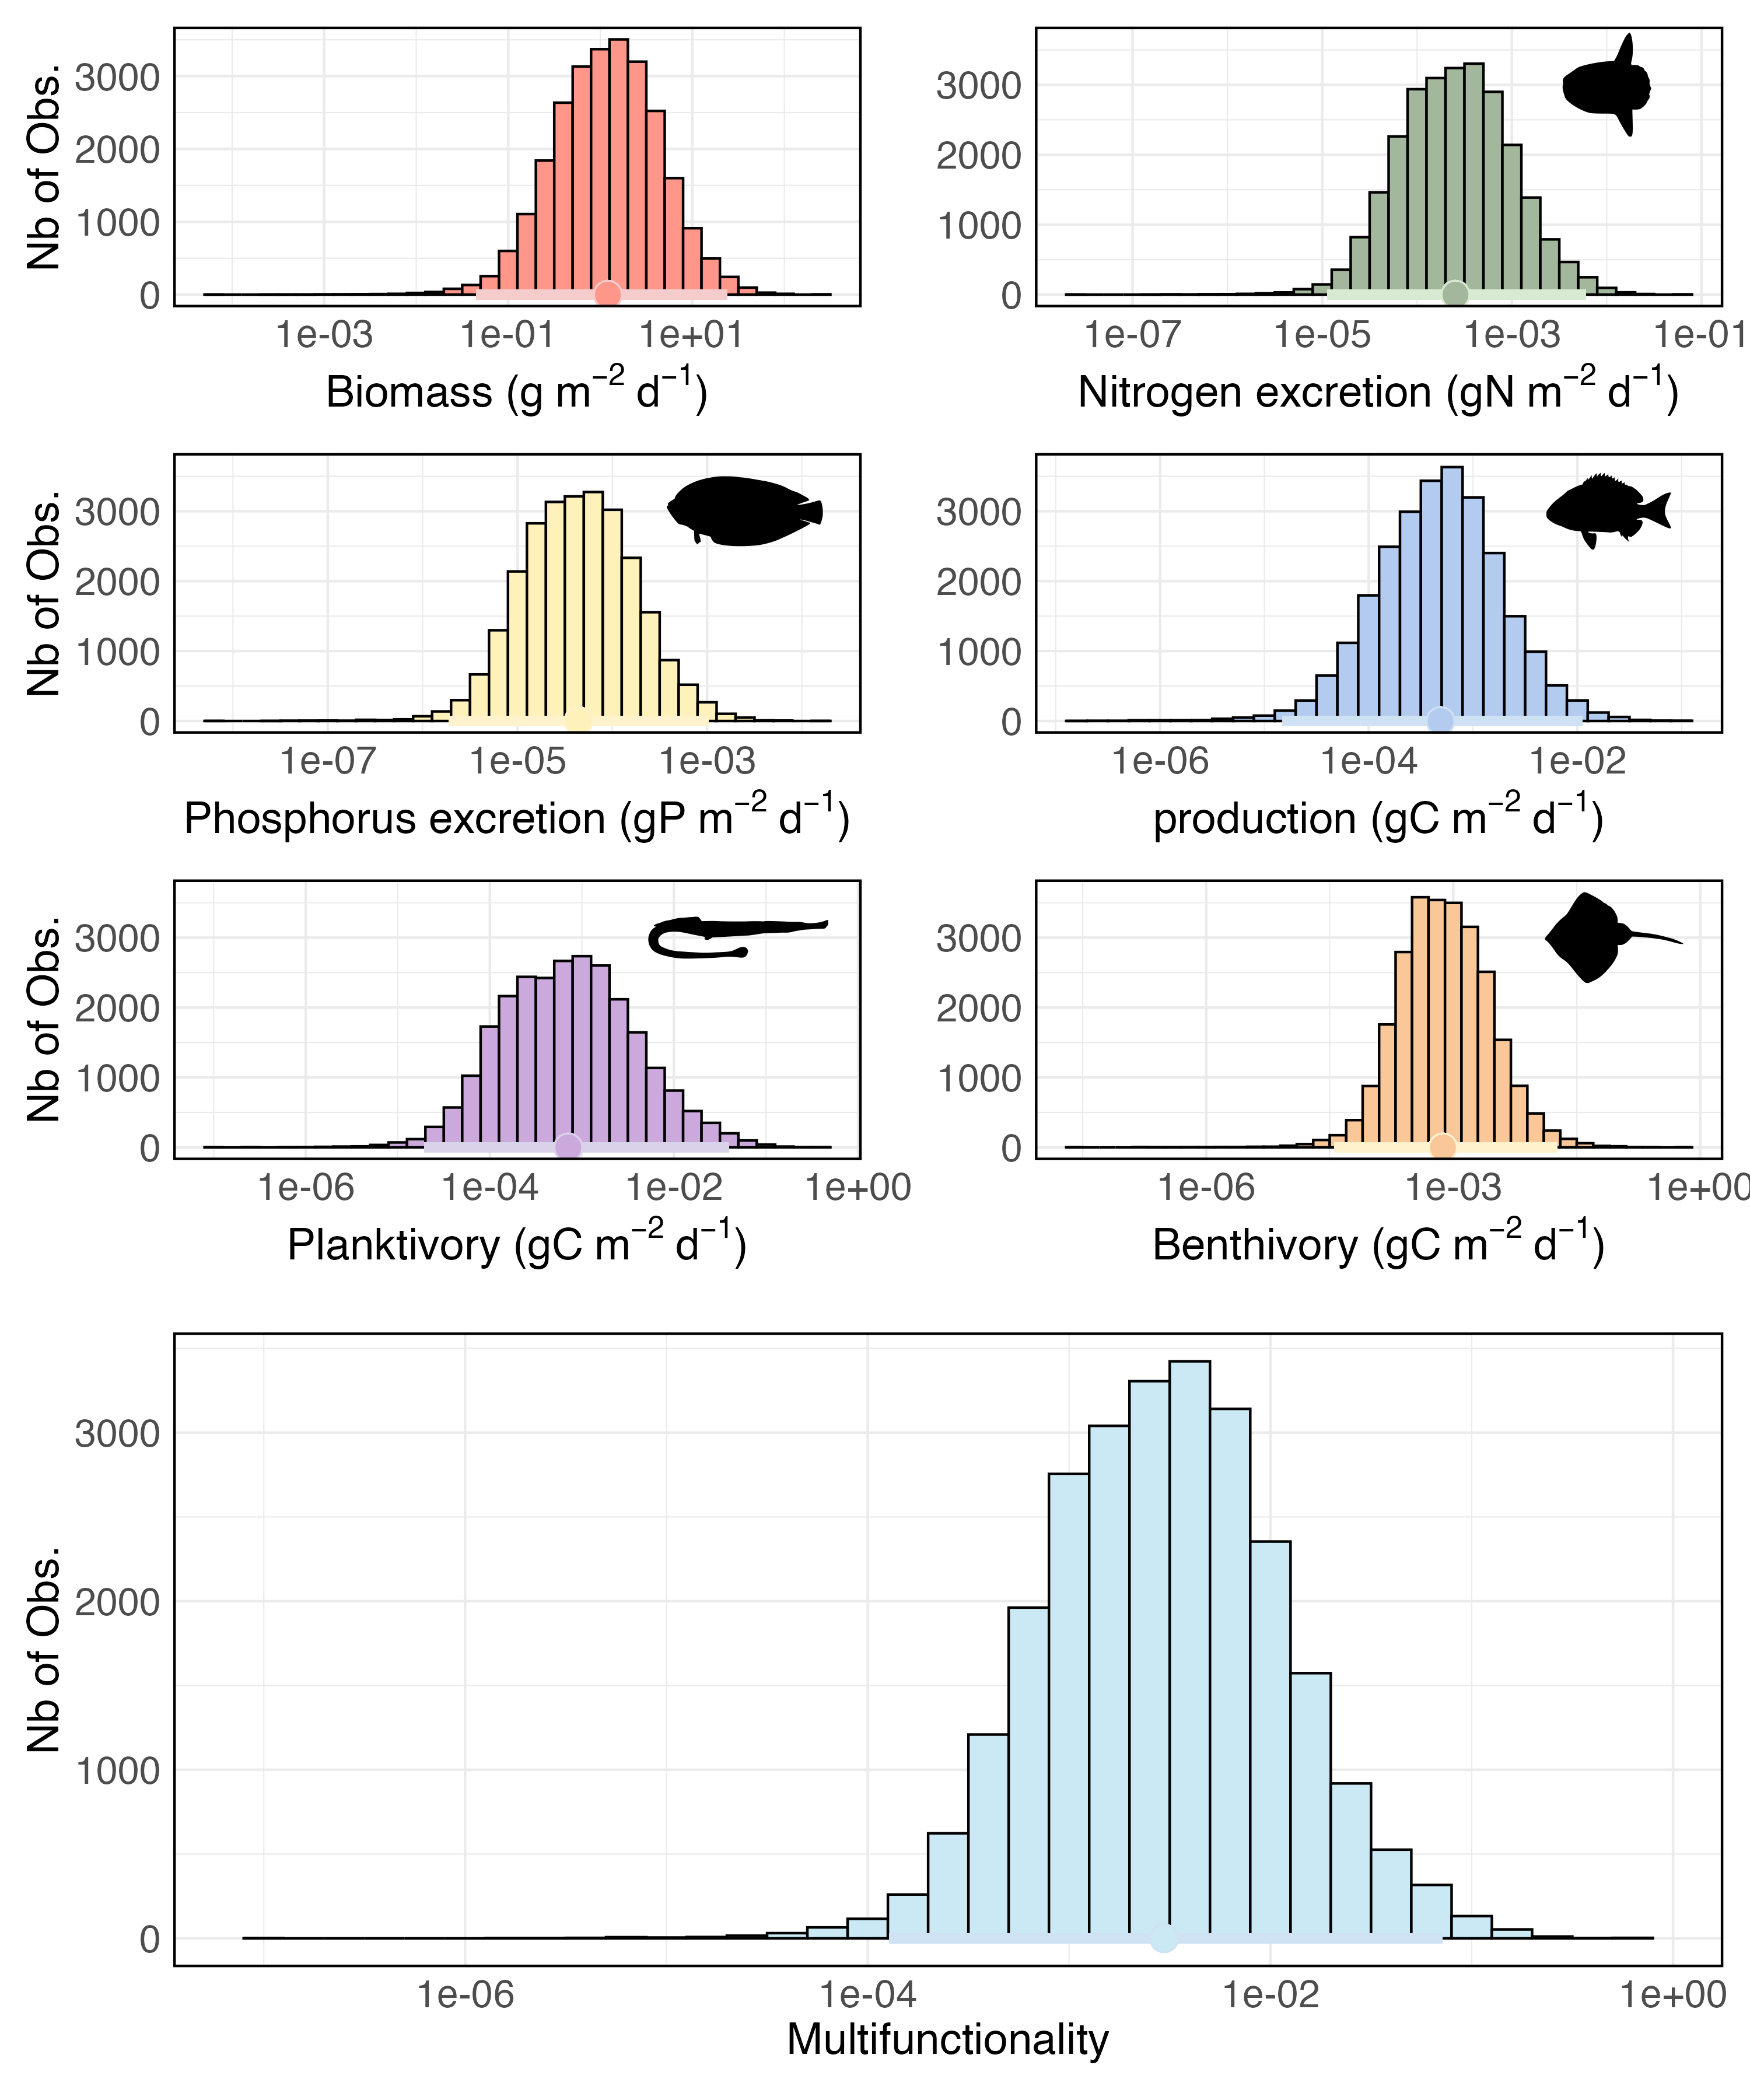 Nb of Obs.
3000
2000
1000
0
1e-03 1e-01 1e+01
Biomass (g m⁻² d⁻¹)
3000
2000
1000
0
1e-07 1e-05 1e-03 1e-01
Nitrogen excretion (gN m⁻² d⁻¹)
Nb of Obs.
3000
2000
1000
0
1e-07 1e-05 1e-03
Phosphorus excretion (gP m⁻² d⁻¹)
3000
2000
1000
0
1e-06 1e-04 1e-02
production (gC m⁻² d⁻¹)
Nb of Obs.
3000
2000
1000
0
1e-06 1e-04 1e-02 1e+00
Planktivory (gC m⁻² d⁻¹)
3000
2000
1000
0
1e-06 1e-03 1e+00
Benthivory (gC m⁻² d⁻¹)
Nb of Obs.
3000
2000
1000
0
1e-06 1e-04 1e-02 1e+00
Multifunctionality